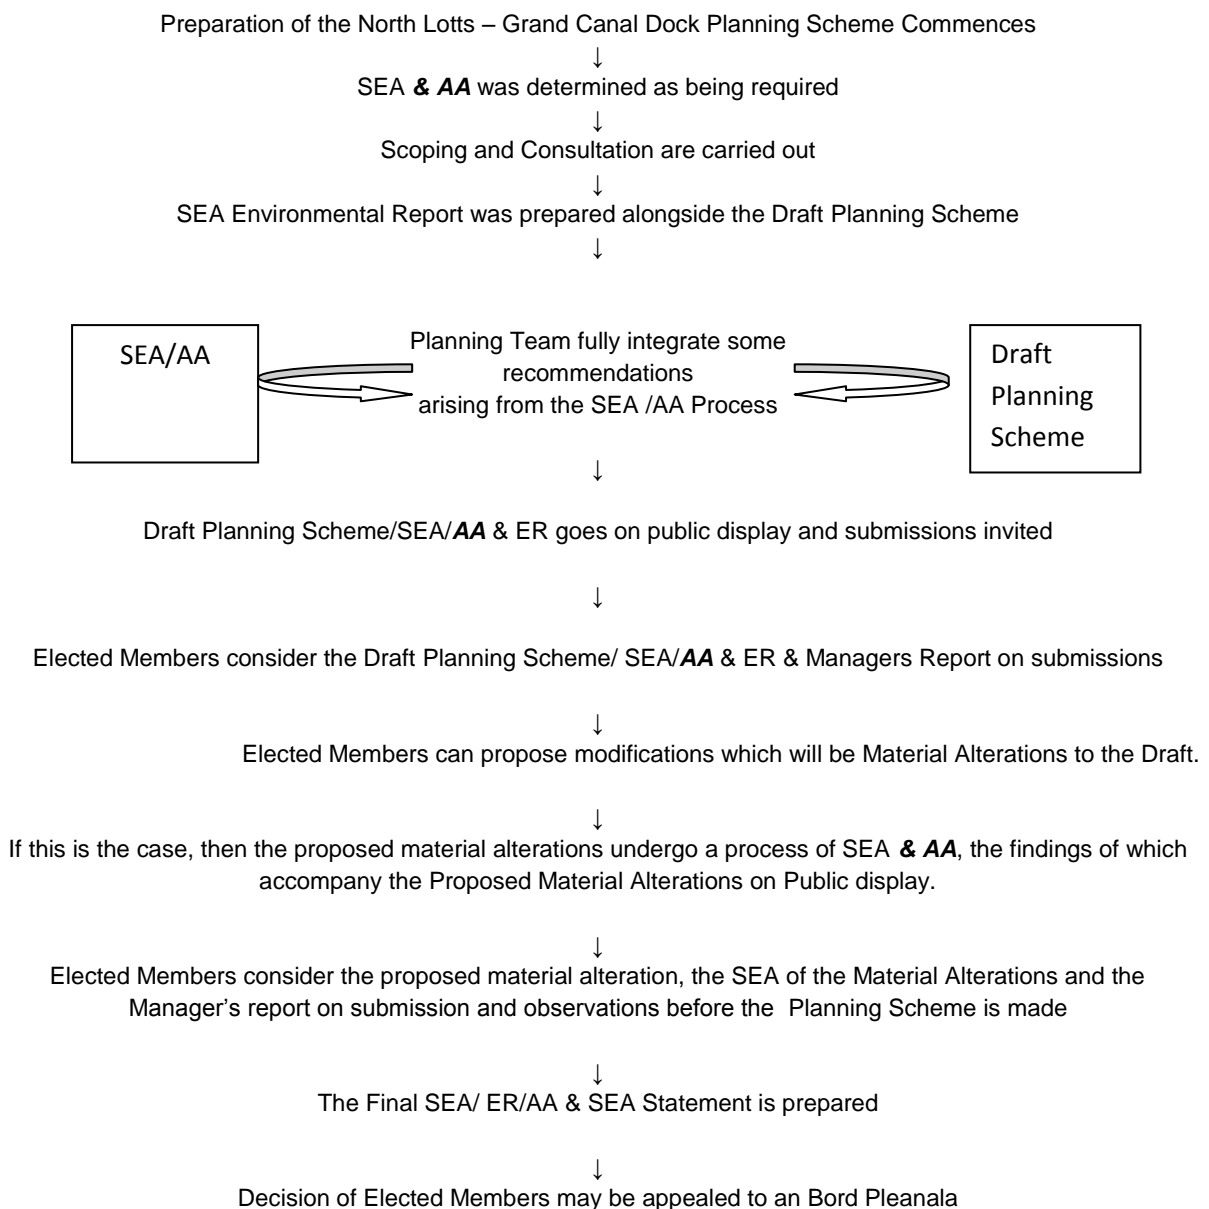 Preparation of the North Lotts – Grand Canal Dock Planning Scheme Commences
↓
SEA & AA was determined as being required
↓
Scoping and Consultation are carried out
↓
SEA Environmental Report was prepared alongside the Draft Planning Scheme
↓
SEA/AA
Planning Team fully integrate some
recommendations
arising from the SEA /AA Process
Draft
Planning
Scheme
↓
Draft Planning Scheme/SEA/AA & ER goes on public display and submissions invited
↓
Elected Members consider the Draft Planning Scheme/ SEA/AA & ER & Managers Report on submissions
↓
Elected Members can propose modifications which will be Material Alterations to the Draft.
↓
If this is the case, then the proposed material alterations undergo a process of SEA & AA, the findings of which
accompany the Proposed Material Alterations on Public display.
↓
Elected Members consider the proposed material alteration, the SEA of the Material Alterations and the
Manager’s report on submission and observations before the Planning Scheme is made
↓
The Final SEA/ ER/AA & SEA Statement is prepared
↓
Decision of Elected Members may be appealed to an Bord Pleanala